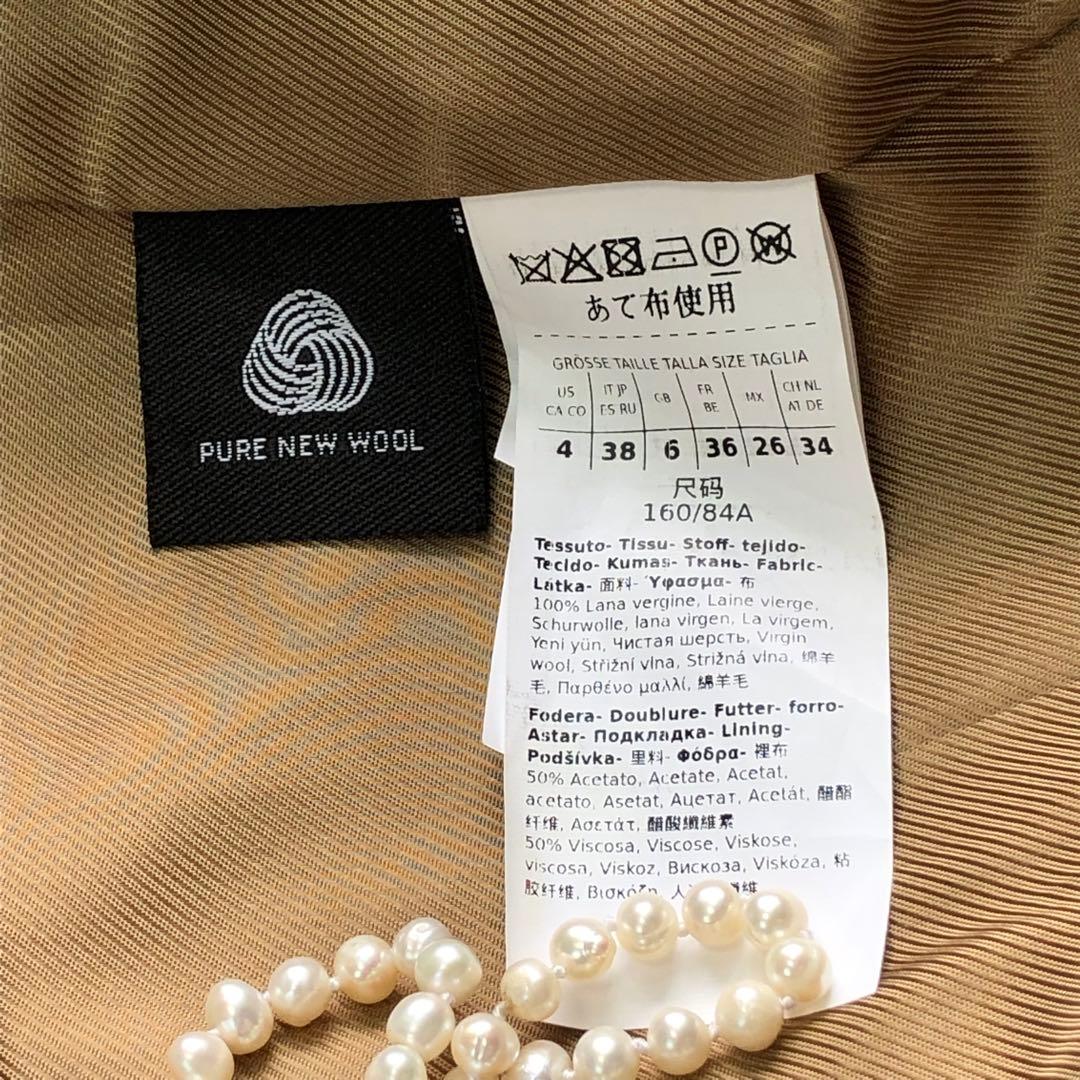 PURE NEW WOOL
P
W
あて布使用
GRÖSSE TAILLE TALLA SIZE TAGLIA
US CA CO
IT JP ES RU
GB
FR BE
MX
CH NL AT DE
4 38 6 36 26 34
尺码
160/84A
Tessuto- Tissu- Stoff- tejido-
Tecido- Kumas- Ткань- Fabric-
Látka- 面料- Ύφασμα- 布
100% Lana vergine, Laine vierge,
Schurwolle, lana virgen, La virgem,
Yeni yün, Чистая шерсть, Virgin
wool, Střižní vlna, Strižná vlna, 绵羊
毛, Παρθένο μαλλί, 綿羊毛
Fodera- Doublure- Futter- forro-
Astar- Подкладка- Lining-
Podšívka- 里料- Φόδρα- 裡布
50% Acetato, Acetate, Acetat,
acetato, Asetat, Ацетат, Acetát, 醋酯
纤维, Ασετάτ, 醋酸纖維素
50% Viscosa, Viscose, Viskose,
viscosa, Viskoz, Вискоза, Viskóza, 粘
胶纤维,